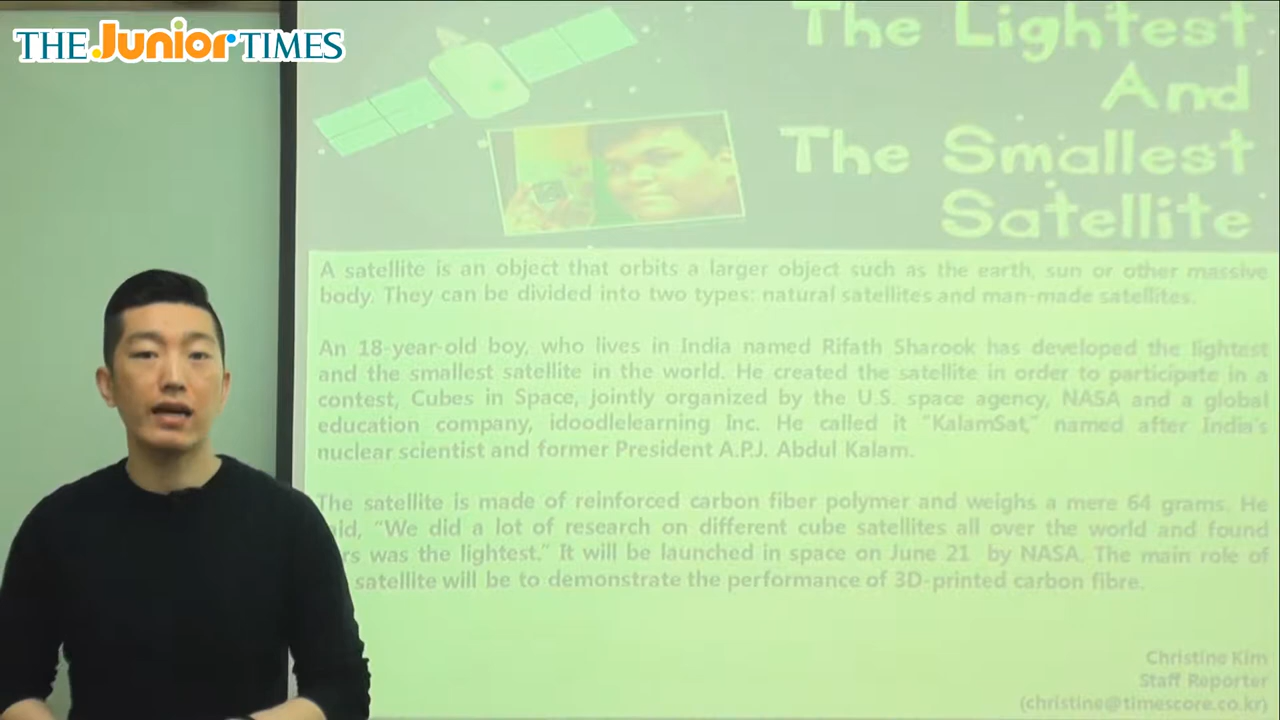 THE Junior TIMES
The Lightest
And
The Smallest
Satellite
A satellite is an object that orbits a larger object such as the earth, sun or other massive
body. They can be divided into two types: natural satellites and man-made satellites.
An 18-year-old boy, who lives in India named Rifath Sharook has developed the lightest
and the smallest satellite in the world. He created the satellite in order to participate in a
contest, Cubes in Space, jointly organized by the U.S. space agency, NASA and a global
education company, idoodlelearning Inc. He called it "KalamSat," named after India's
nuclear scientist and former President A.P.J. Abdul Kalam.
The satellite is made of reinforced carbon fiber polymer and weighs a mere 64 grams. He
"We did a lot of research on different cube satellites all over the world and found
was the lightest." It will be launched in space on June 21 by NASA. The main role of
satellite will be to demonstrate the performance of 3D-printed carbon fibre.
Christine Kim
Staff Reporter
(christine@timescore.co.kr)